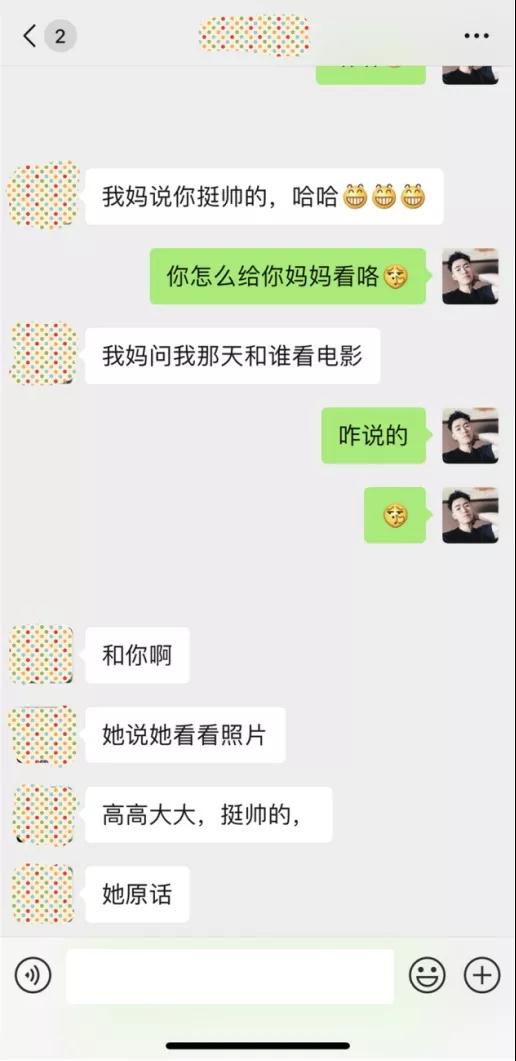 2
我妈说你挺帅的，哈哈😁😁😁
你怎么给你妈妈看咯
我妈问我那天和谁看电影
咋说的
和你啊
她说她看看照片
高高大大，挺帅的，
她原话